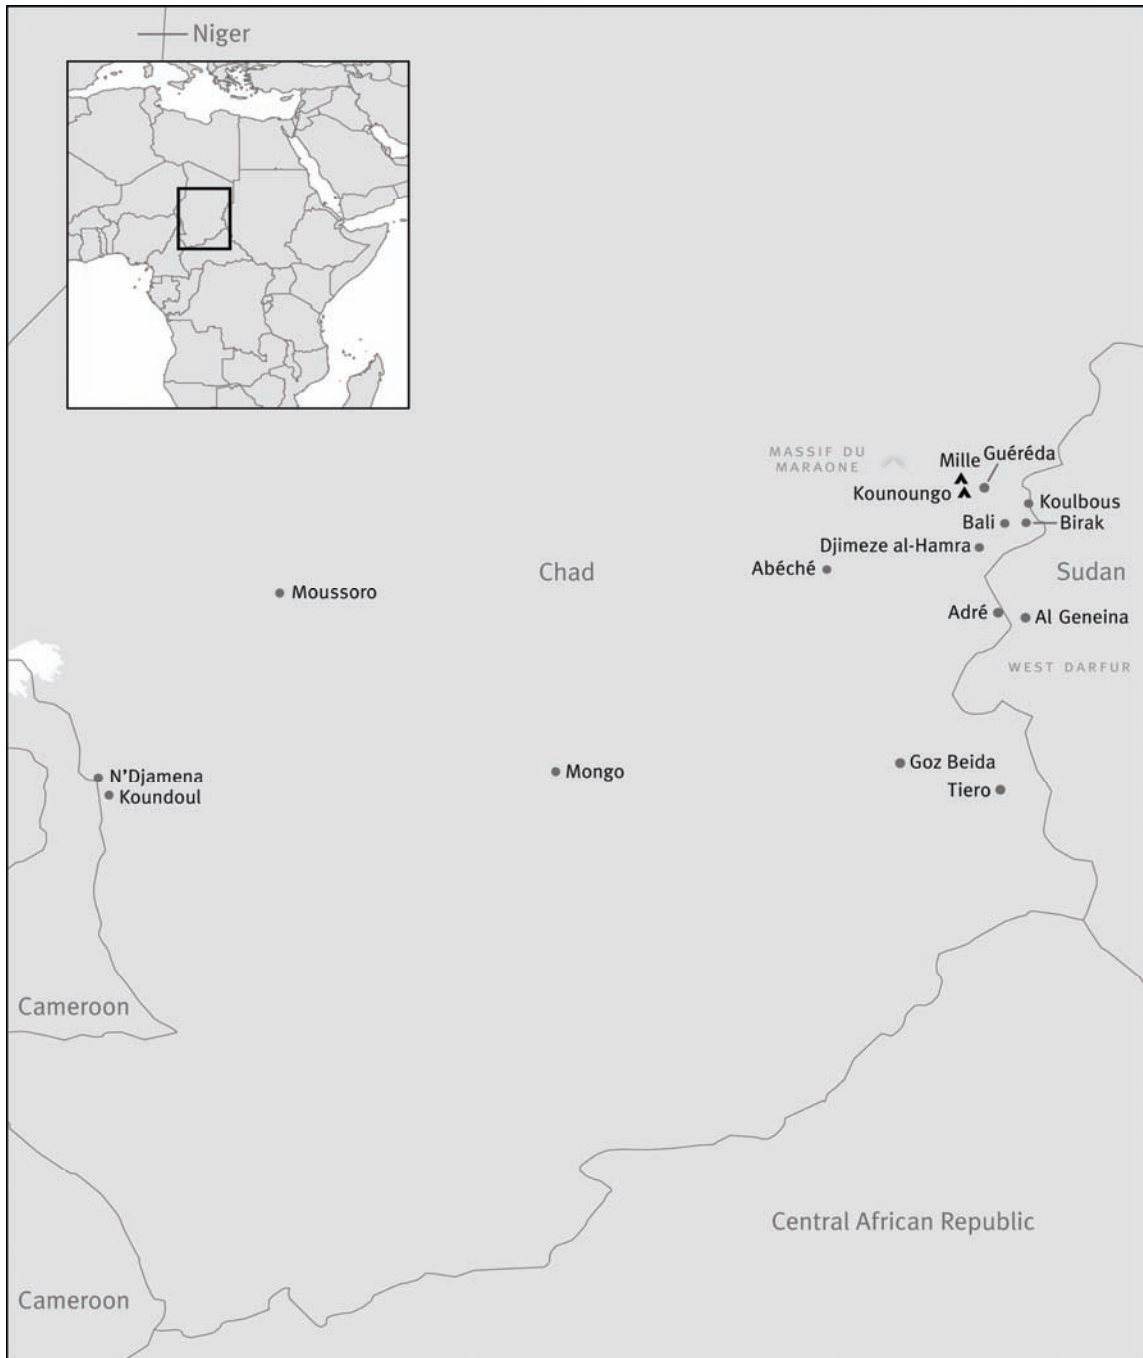 Niger
MASSIF DU
MARAONE
Mille
Guéréda
Kounoungo
Koulbous
Bali
Birak
Djimeze al-Hamra
Abéché
Chad
Sudan
Moussoro
Adré
Al Geneina
WEST DARFUR
N'Djamena
Koundoul
Mongo
Goz Beida
Tiero
Cameroon
Central African Republic
Cameroon